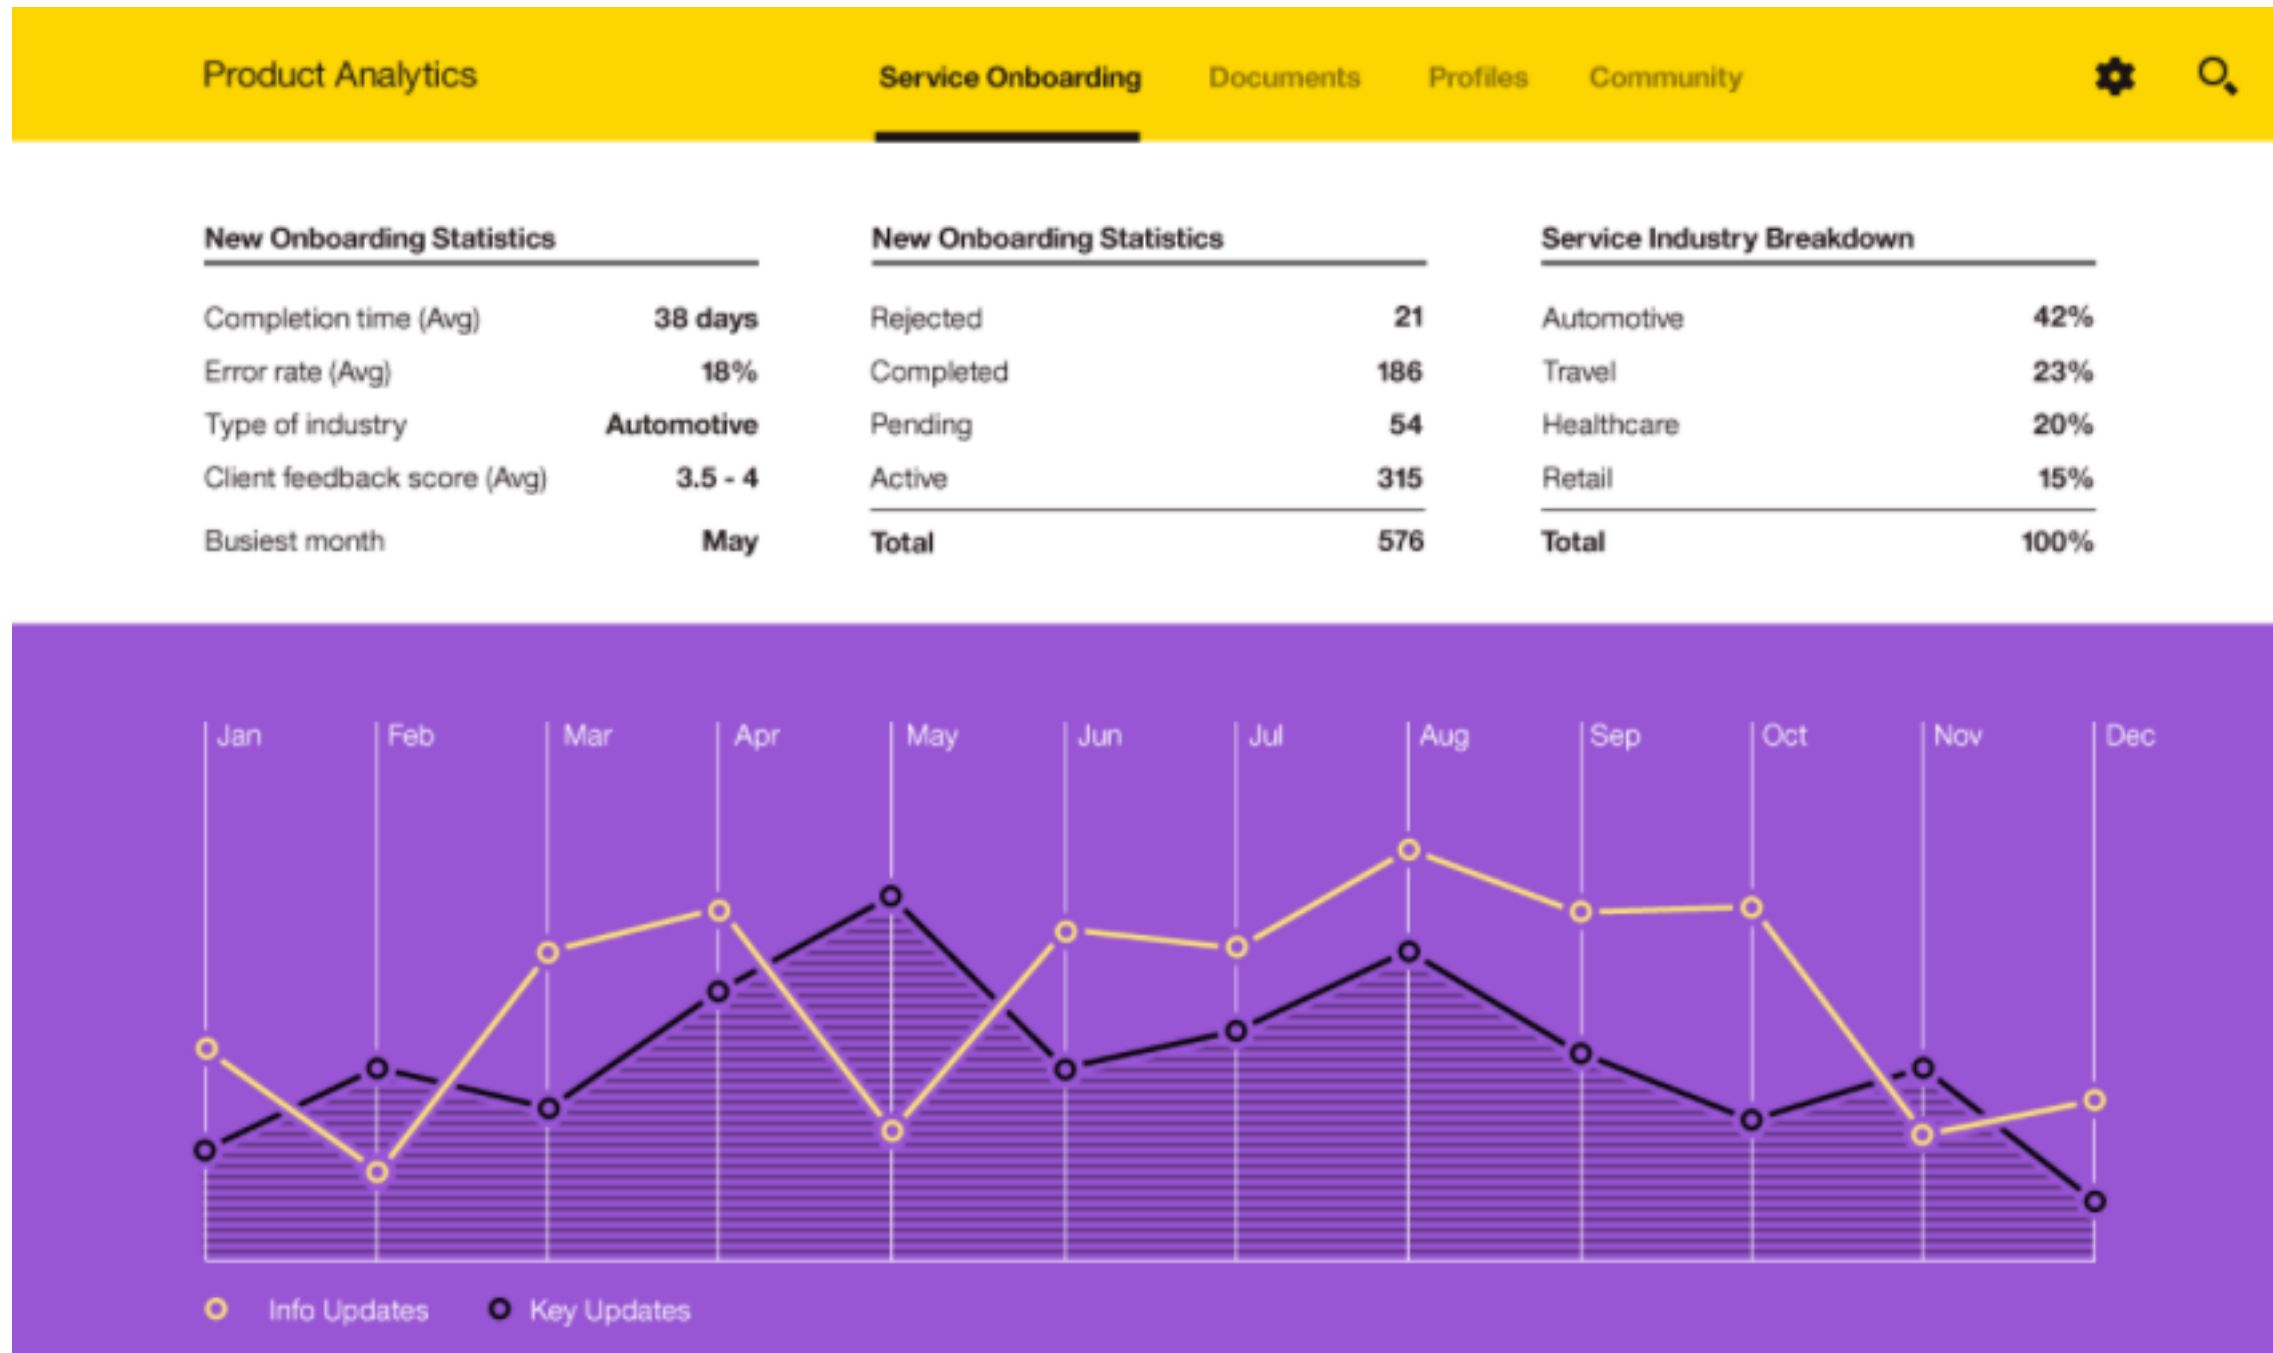 Product Analytics
Service Onboarding Documents Profiles Community
New Onboarding Statistics
Completion time (Avg) 38 days
Error rate (Avg) 18%
Type of industry Automotive
Client feedback score (Avg) 3.5 - 4
Busiest month May
New Onboarding Statistics
Rejected 21
Completed 186
Pending 54
Active 315
Total 576
Service Industry Breakdown
Automotive 42%
Travel 23%
Healthcare 20%
Retail 15%
Total 100%
Jan Feb Mar Apr May Jun Jul Aug Sep Oct Nov Dec
Info Updates Key Updates